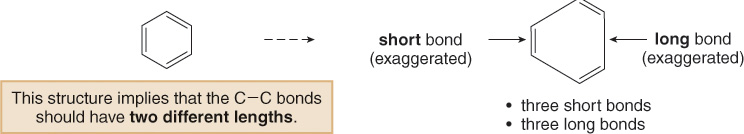 short bond
(exaggerated)
long bond
(exaggerated)
This structure implies that the C−C bonds
should have two different lengths.
• three short bonds
• three long bonds